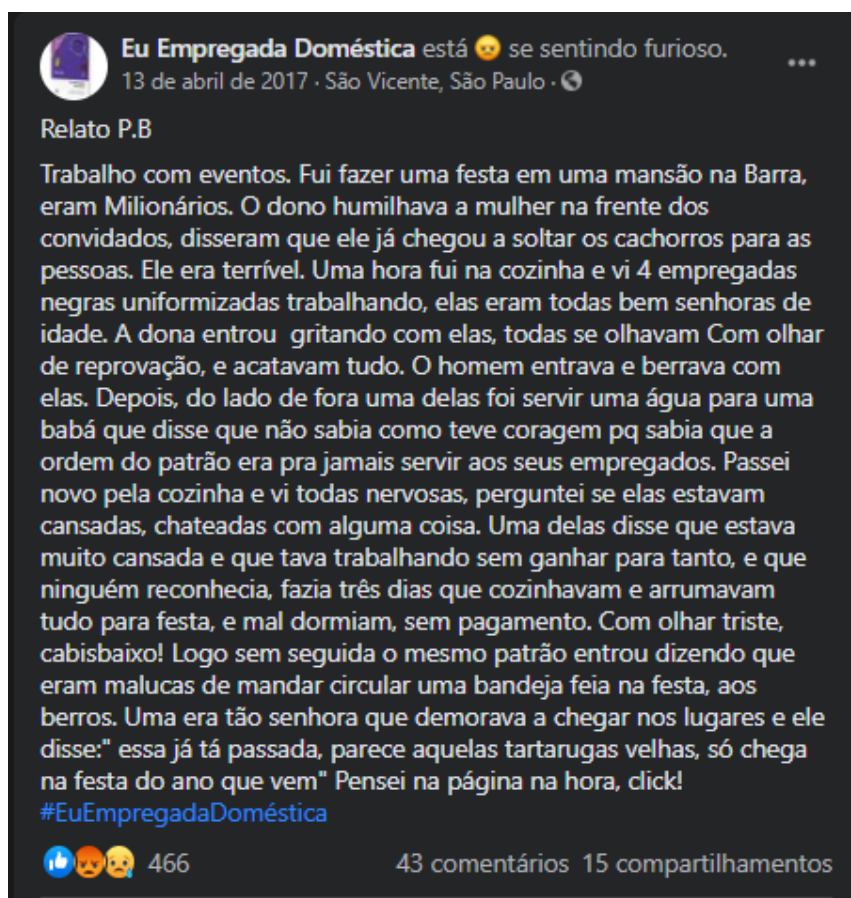 Eu Empregada Doméstica está 😡 se sentindo furioso.
13 de abril de 2017 · São Vicente, São Paulo ·
Relato P.B
Trabalho com eventos. Fui fazer uma festa em uma mansão na Barra,
eram Milionários. O dono humilhava a mulher na frente dos
convidados, disseram que ele já chegou a soltar os cachorros para as
pessoas. Ele era terrível. Uma hora fui na cozinha e vi 4 empregadas
negras uniformizadas trabalhando, elas eram todas bem senhoras de
idade. A dona entrou  gritando com elas, todas se olhavam Com olhar
de reprovação, e acatavam tudo. O homem entrava e berrava com
elas. Depois, do lado de fora uma delas foi servir uma água para uma
babá que disse que não sabia como teve coragem pq sabia que a
ordem do patrão era pra jamais servir aos seus empregados. Passei
novo pela cozinha e vi todas nervosas, perguntei se elas estavam
cansadas, chateadas com alguma coisa. Uma delas disse que estava
muito cansada e que tava trabalhando sem ganhar para tanto, e que
ninguém reconhecia, fazia três dias que cozinhavam e arrumavam
tudo para festa, e mal dormiam, sem pagamento. Com olhar triste,
cabisbaixo! Logo sem seguida o mesmo patrão entrou dizendo que
eram malucas de mandar circular uma bandeja feia na festa, aos
berros. Uma era tão senhora que demorava a chegar nos lugares e ele
disse:" essa já tá passada, parece aquelas tartarugas velhas, só chega
na festa do ano que vem" Pensei na página na hora, click!
#EuEmpregadaDoméstica
466 43 comentários 15 compartilhamentos